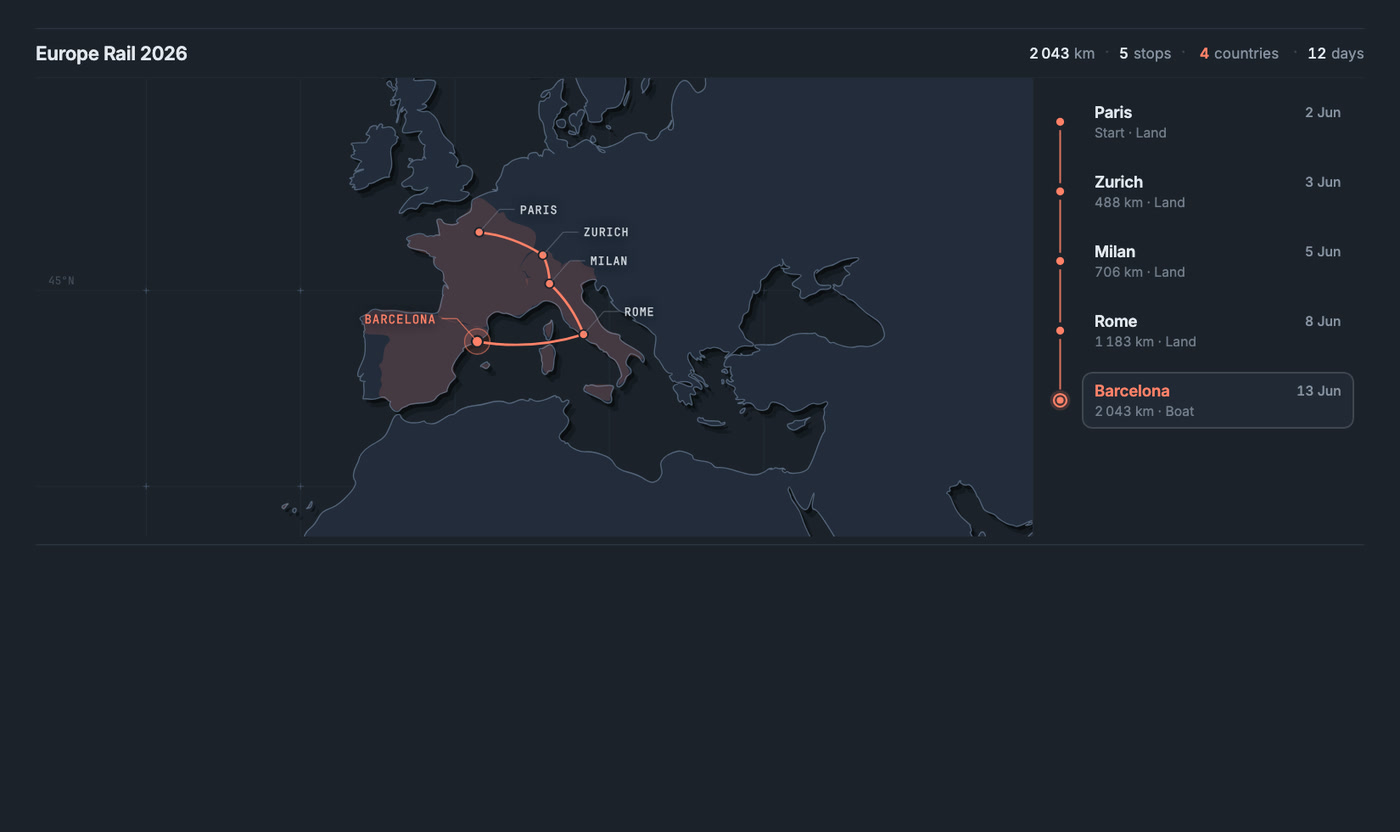 Europe Rail 2026
2 043 km · 5 stops · 4 countries · 12 days
45°N
PARIS
ZURICH
MILAN
ROME
BARCELONA
Paris 2 Jun
Start · Land
Zurich 3 Jun
488 km · Land
Milan 5 Jun
706 km · Land
Rome 8 Jun
1 183 km · Land
Barcelona 13 Jun
2 043 km · Boat